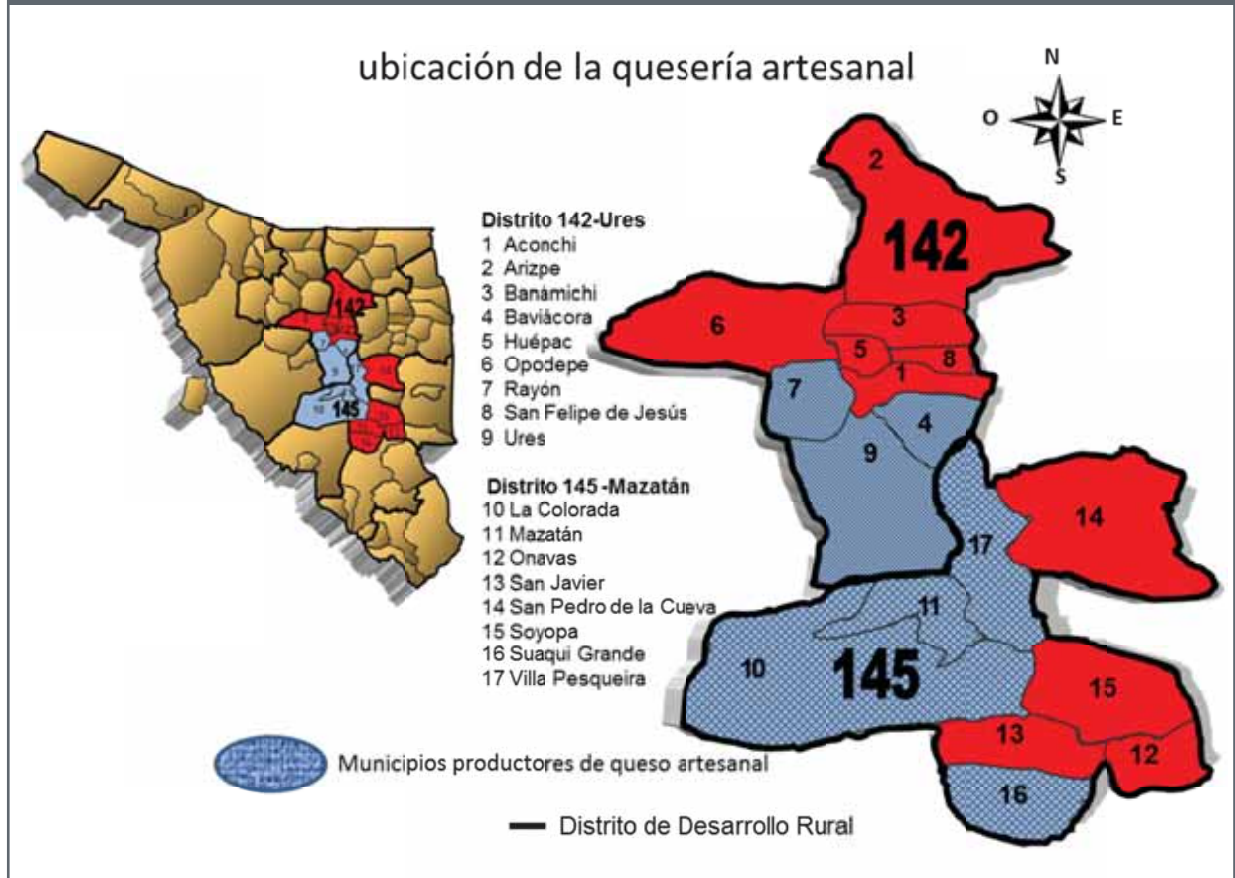 ubicación de la quesería artesanal
N
O
E
S
Distrito 142-Ures
1 Aconchi
2 Arizpe
3 Banámichi
4 Baviácora
5 Huépac
6 Opodepe
7 Rayón
8 San Felipe de Jesús
9 Ures
Distrito 145 -Mazatán
10 La Colorada
11 Mazatán
12 Onavas
13 San Javier
14 San Pedro de la Cueva
15 Soyopa
16 Suaqui Grande
17 Villa Pesqueira
142
145
2
142
3
6
5
8
1
7
4
9
14
17
11
10
145
15
13
12
16
Municipios productores de queso artesanal
Distrito de Desarrollo Rural